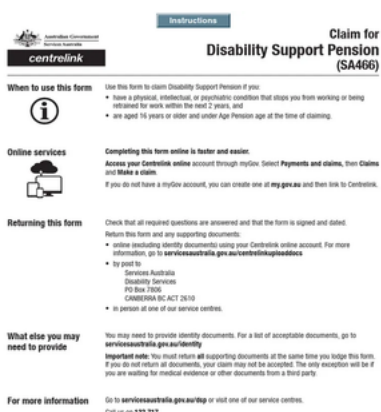 Instructions
Australian Government
Services Australia
centrelink
Claim for
Disability Support Pension
(SA466)
When to use this form
Use this form to claim Disability Support Pension if you:
• have a physical, intellectual, or psychiatric condition that stops you from working or being
retrained for work within the next 2 years, and
• are aged 16 years or older and under Age Pension age at the time of claiming.
Online services
Completing this form online is faster and easier.
Access your Centrelink online account through myGov. Select Payments and claims, then Claims
and Make a claim.
If you do not have a myGov account, you can create one at my.gov.au and then link to Centrelink.
Returning this form
Check that all required questions are answered and that the form is signed and dated.
Return this form and any supporting documents:
• online (excluding identity documents) using your Centrelink online account. For more
information, go to servicesaustralia.gov.au/centrelinkuploaddocs
• by post to
Services Australia
Disability Services
PO Box 7806
CANBERRA BC ACT 2610
• in person at one of our service centres.
What else you may
need to provide
You may need to provide identity documents. For a list of acceptable documents, go to
servicesaustralia.gov.au/identity
Important note: You must return all supporting documents at the same time you lodge this form.
If you do not return all documents, your claim may not be accepted. The only exception will be if
you are waiting for medical evidence or other documents from a third party.
For more information
Go to servicesaustralia.gov.au/dsp or visit one of our service centres.
Call us on 132 717